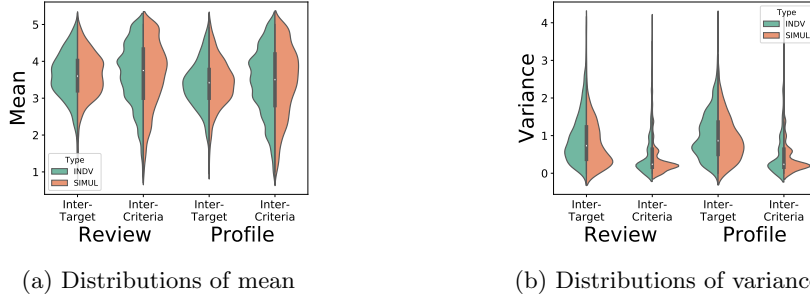 5
4
3
2
1
Mean
Type
INDV
SIMUL
Inter-
Target
Inter-
Criteria
Inter-
Target
Inter-
Criteria
Review
Profile
(a) Distributions of mean
4
3
2
1
0
Variance
Type
INDV
SIMUL
Inter-
Target
Inter-
Criteria
Inter-
Target
Inter-
Criteria
Review
Profile
(b) Distributions of variance